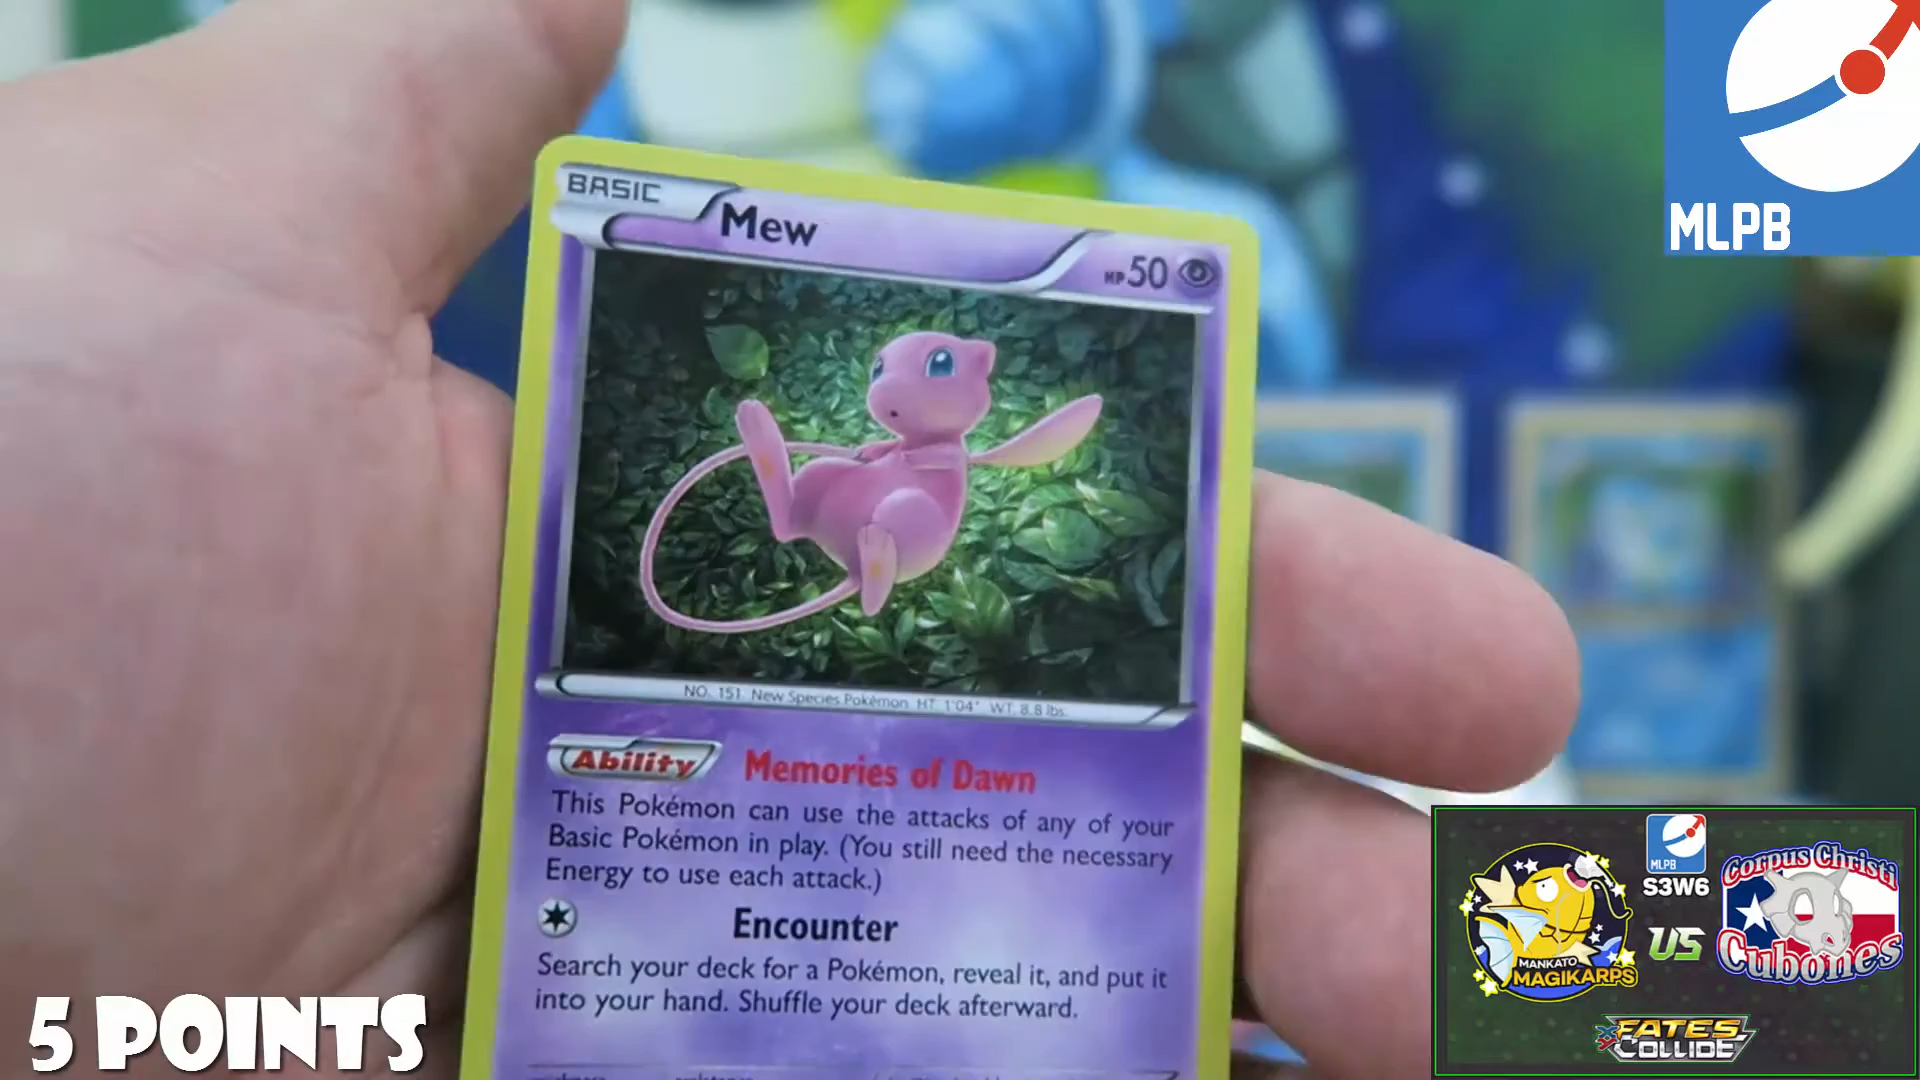 BASIC
Mew
HP50
NO. 151 New Species Pokémon HT 1'04" WT. 8.8 lbs.
Ability Memories of Dawn
This Pokémon can use the attacks of any of your
Basic Pokémon in play. (You still need the necessary
Energy to use each attack.)
Encounter
Search your deck for a Pokémon, reveal it, and put it
into your hand. Shuffle your deck afterward.
MLPB
5 POINTS
MLPB
S3W6
MANKATO
MAGIKARPS
VS
Corpus Christi
Cubones
XY
FATES
COLLIDE